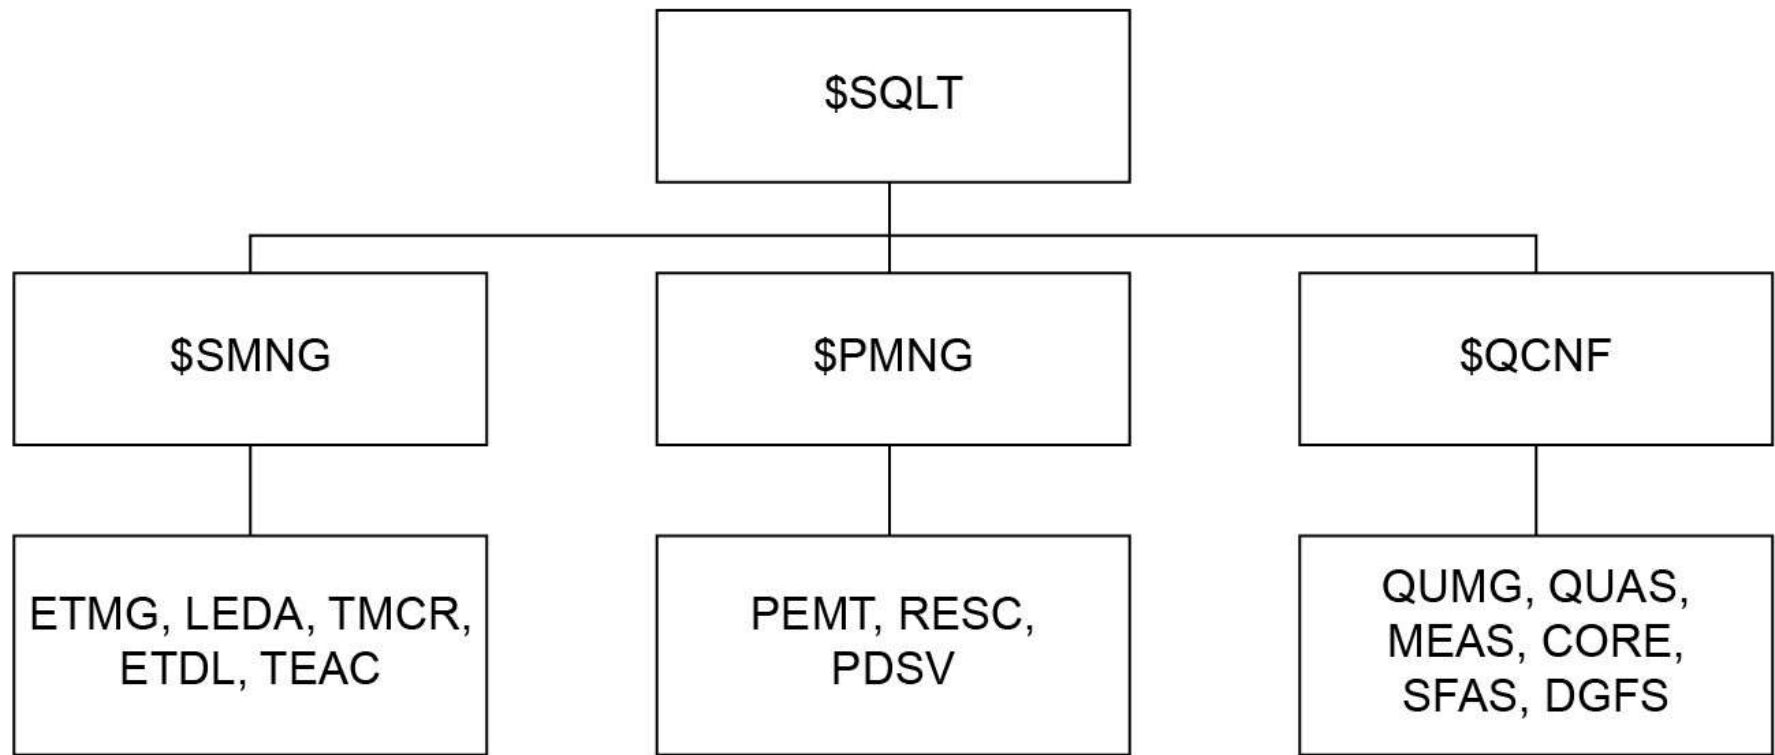 $SQLT
$SMNG
$PMNG
$QCNF
ETMG, LEDA, TMCR,
ETDL, TEAC
PEMT, RESC,
PDSV
QUMG, QUAS,
MEAS, CORE,
SFAS, DGFS